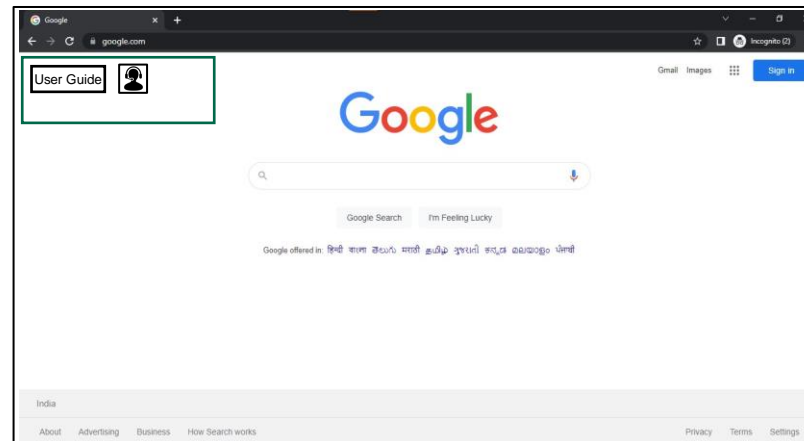 Google
google.com
Incognito (2)
User Guide
Gmail Images
Sign in
Google
Google Search I'm Feeling Lucky
Google offered in: हिन्दी বাংলা తెలుగు मराठी தமிழ் ગુજરાતી ಕನ್ನಡ മലയാളം ਪੰਜਾਬੀ
India
About Advertising Business How Search works
Privacy Terms Settings